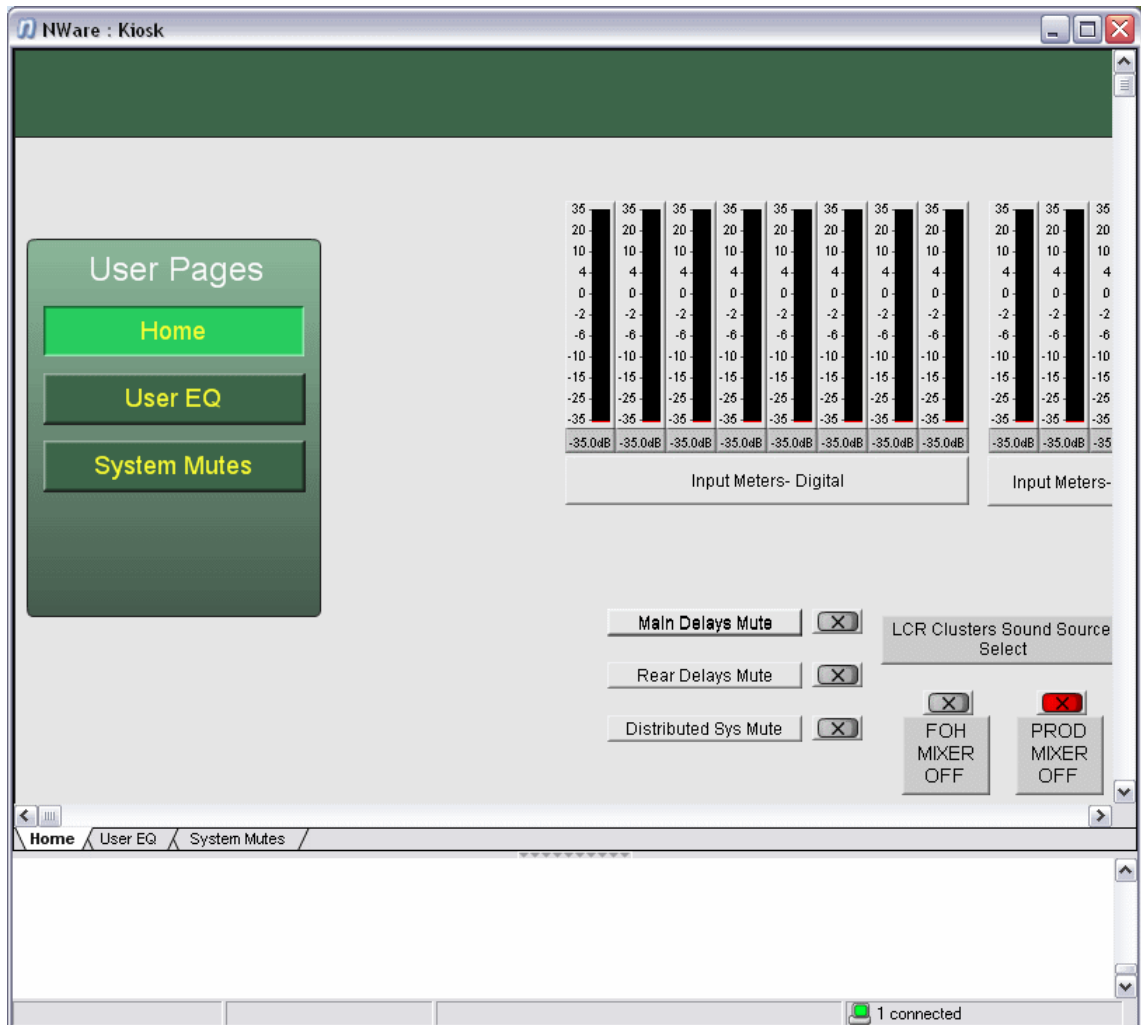 NWare : Kiosk
User Pages
Home
User EQ
System Mutes
35 35 35 35 35 35 35 35 35 35 35
20 20 20 20 20 20 20 20 20 20 20
10 10 10 10 10 10 10 10 10 10 10
4 4 4 4 4 4 4 4 4 4 4
0 0 0 0 0 0 0 0 0 0 0
-2 -2 -2 -2 -2 -2 -2 -2 -2 -2 -2
-6 -6 -6 -6 -6 -6 -6 -6 -6 -6 -6
-10 -10 -10 -10 -10 -10 -10 -10 -10 -10 -10
-15 -15 -15 -15 -15 -15 -15 -15 -15 -15 -15
-25 -25 -25 -25 -25 -25 -25 -25 -25 -25 -25
-35 -35 -35 -35 -35 -35 -35 -35 -35 -35 -35
-35.0dB -35.0dB -35.0dB -35.0dB -35.0dB -35.0dB -35.0dB -35.0dB -35.0dB -35.0dB -35
Input Meters- Digital
Input Meters-
Main Delays Mute X
Rear Delays Mute X
Distributed Sys Mute X
LCR Clusters Sound Source
Select
X
FOH
MIXER
OFF
X
PROD
MIXER
OFF
Home User EQ System Mutes
1 connected